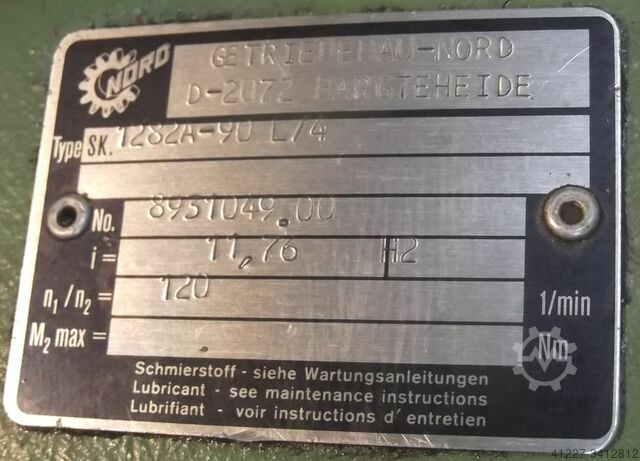 NORD
GETRIEBEBAU-NORD
D-2072 BARGTEHEIDE
Type SK. 1282A-90 L/4
No. 8931049.00
i = 11,76 H2
n1 / n2 = 120 1/min
M2 max = Nm
Schmierstoff - siehe Wartungsanleitungen
Lubricant - see maintenance instructions
Lubrifiant - voir instructions d' entretien
41227 3412812